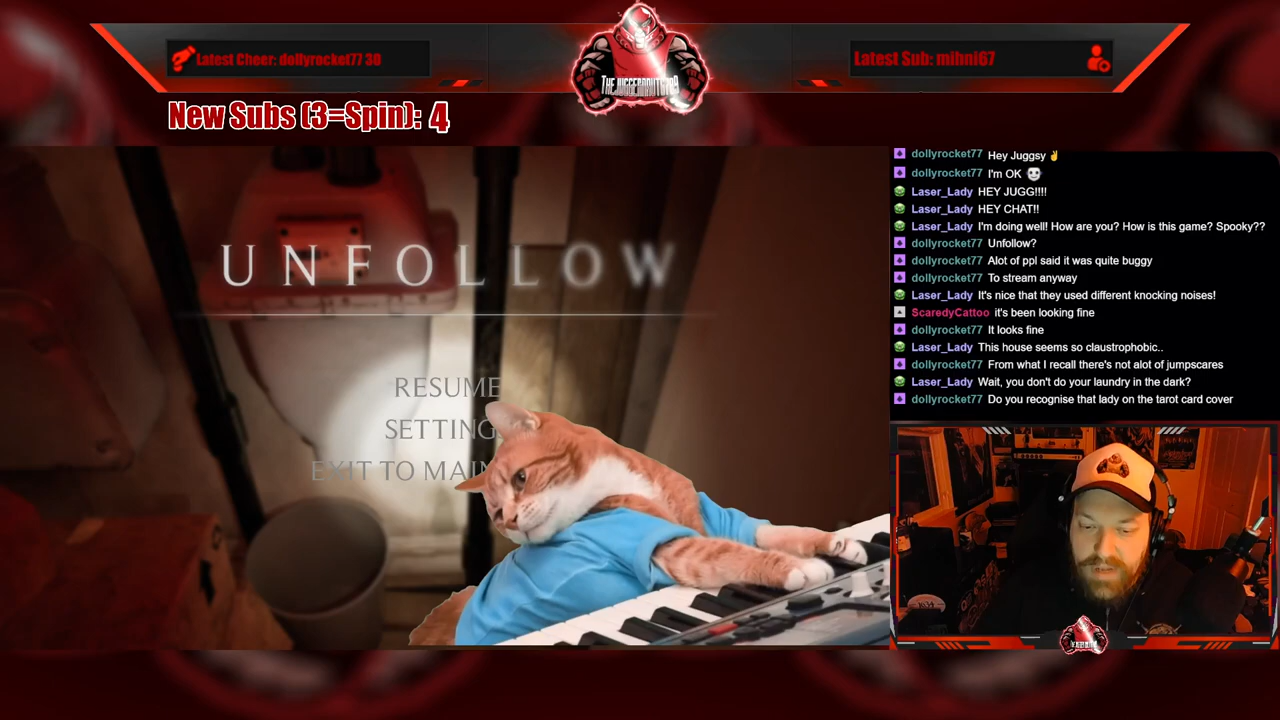 Latest Cheer: dollyrocket77 30
Latest Sub: mihni67
New Subs (3=Spin): 4
UNFOLLOW
RESUME
SETTING
EXIT TO MAIN
dollyrocket77 Hey Juggsy ✌
dollyrocket77 I'm OK
Laser_Lady HEY JUGG!!!!
Laser_Lady HEY CHAT!!
Laser_Lady I'm doing well! How are you? How is this game? Spooky??
dollyrocket77 Unfollow?
dollyrocket77 Alot of ppl said it was quite buggy
dollyrocket77 To stream anyway
Laser_Lady It's nice that they used different knocking noises!
ScaredyCattoo it's been looking fine
dollyrocket77 It looks fine
Laser_Lady This house seems so claustrophobic..
dollyrocket77 From what I recall there's not alot of jumpscares
Laser_Lady Wait, you don't do your laundry in the dark?
dollyrocket77 Do you recognise that lady on the tarot card cover